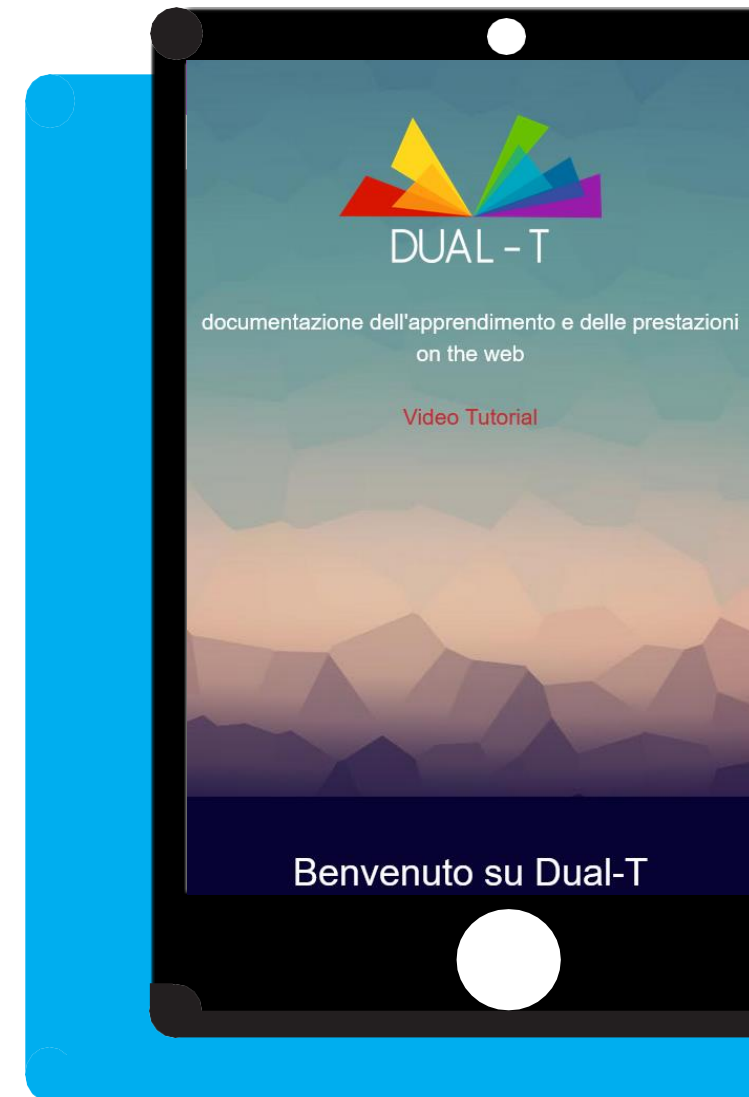 DUAL - T
documentazione dell'apprendimento e delle prestazioni
on the web
Video Tutorial
Benvenuto su Dual-T